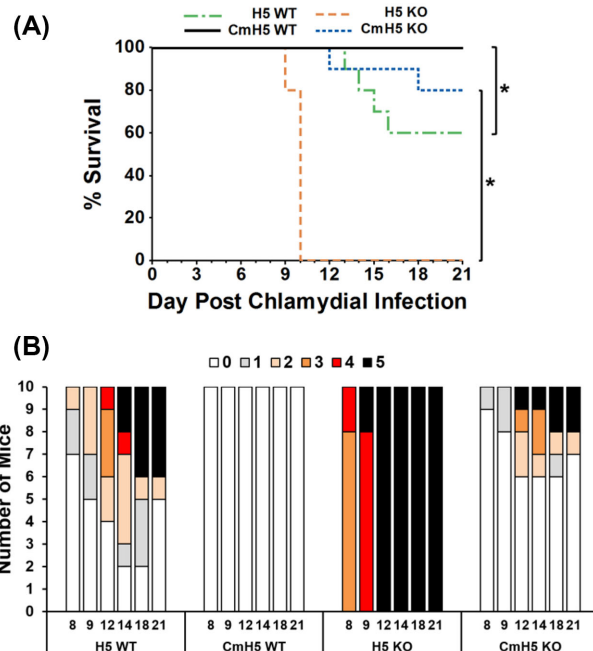 (A)
H5 WT H5 KO
CmH5 WT CmH5 KO
100
80
60
40
20
0
% Survival
*
*
0 3 6 9 12 15 18 21
Day Post Chlamydial Infection
(B)
0 1 2 3 4 5
10
9
8
7
6
5
4
3
2
1
0
Number of Mice
8 9 12 14 18 21 8 9 12 14 18 21 8 9 12 14 18 21 8 9 12 14 18 21
H5 WT CmH5 WT H5 KO CmH5 KO